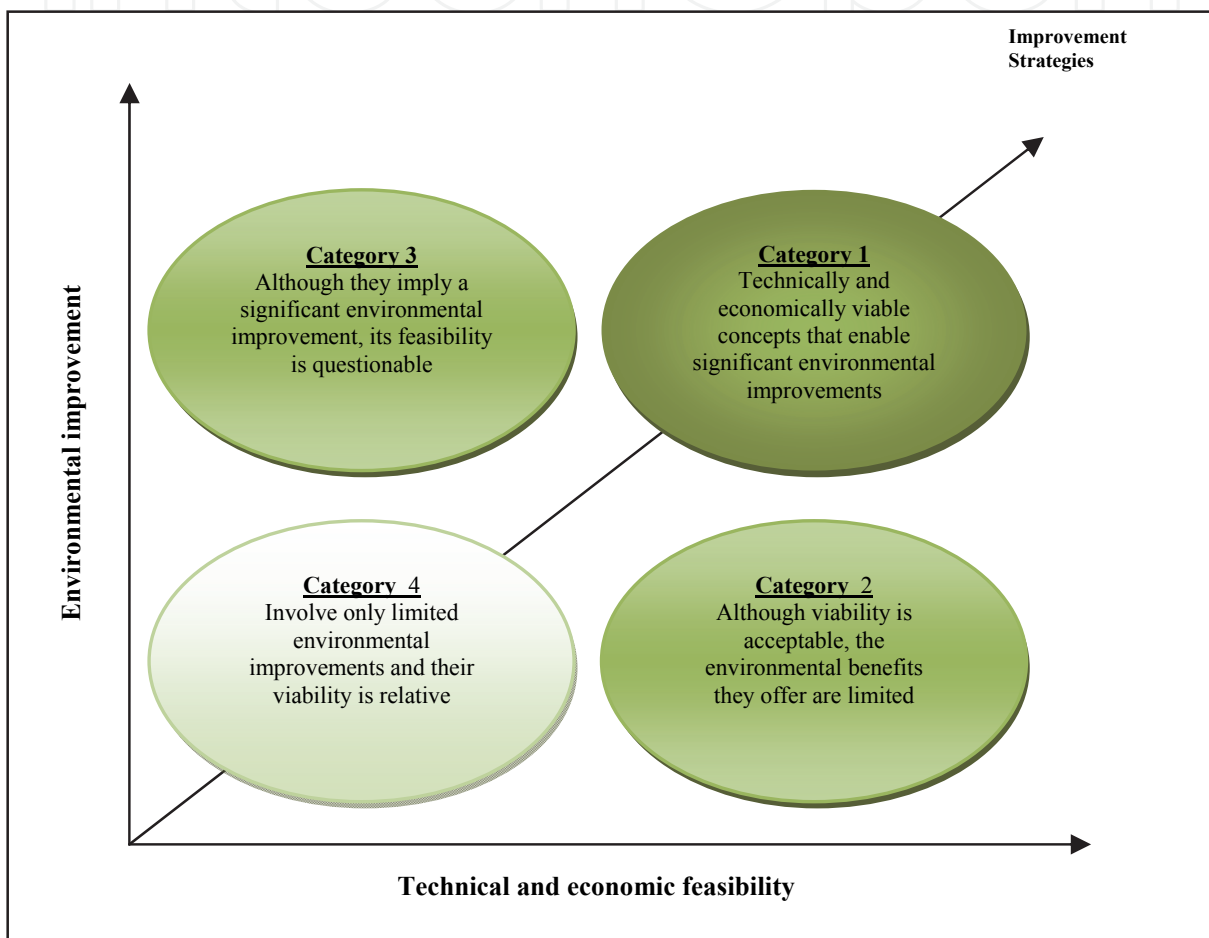 Improvement
Strategies
Environmental improvement
Category 3
Although they imply a
significant environmental
improvement, its feasibility
is questionable
Category 1
Technically and
economically viable
concepts that enable
significant environmental
improvements
Category 4
Involve only limited
environmental
improvements and their
viability is relative
Category 2
Although viability is
acceptable, the
environmental benefits
they offer are limited
Technical and economic feasibility